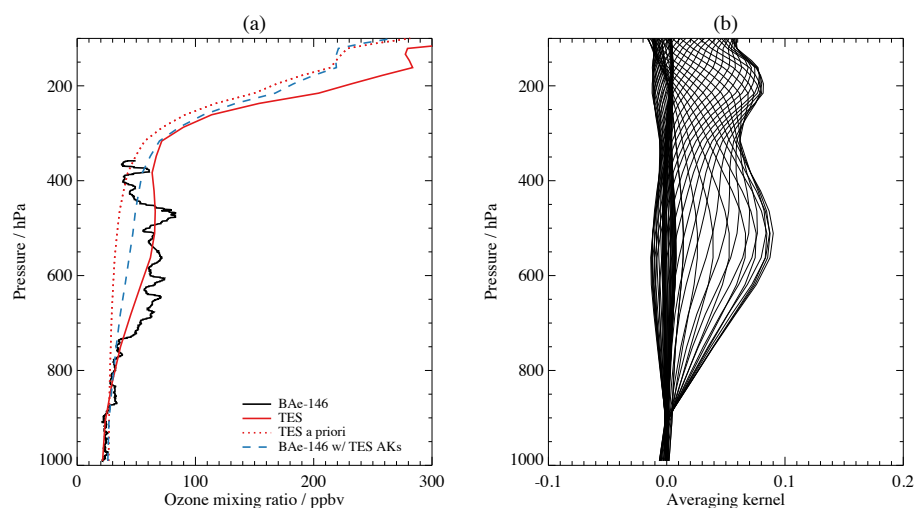 (a)
(b)
200
400
600
800
1000
Pressure / hPa
BAe-146
TES
TES a priori
BAe-146 w/ TES AKs
0
100
200
300
Ozone mixing ratio / ppbv
200
400
600
800
1000
Pressure / hPa
-0.1
0.0
0.1
0.2
Averaging kernel